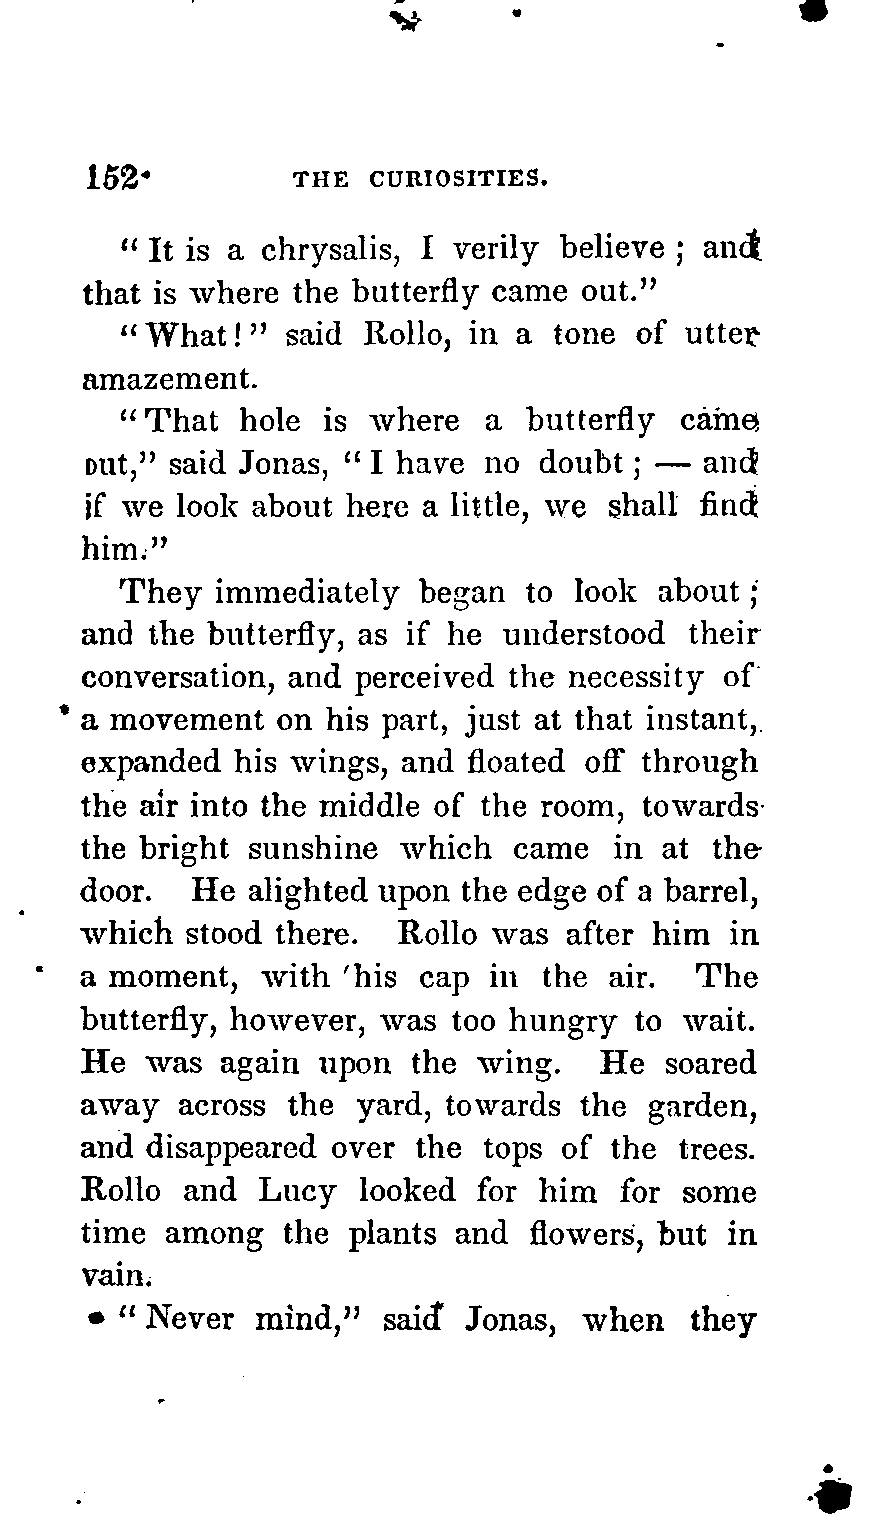 152 THE CURIOSITIES.
“ It is a chrysalis, I verily believe ; and
that is where the butterfly came out.”
“ What ! ” said Rollo, in a tone of utter
amazement.
“ That hole is where a butterfly came
out,” said Jonas, “ I have no doubt ; — and
if we look about here a little, we shall find
him.”
They immediately began to look about ;
and the butterfly, as if he understood their
conversation, and perceived the necessity of
a movement on his part, just at that instant,
expanded his wings, and floated off through
the air into the middle of the room, towards
the bright sunshine which came in at the
door. He alighted upon the edge of a barrel,
which stood there. Rollo was after him in
a moment, with his cap in the air. The
butterfly, however, was too hungry to wait.
He was again upon the wing. He soared
away across the yard, towards the garden,
and disappeared over the tops of the trees.
Rollo and Lucy looked for him for some
time among the plants and flowers, but in
vain.
“ Never mind,” said Jonas, when they